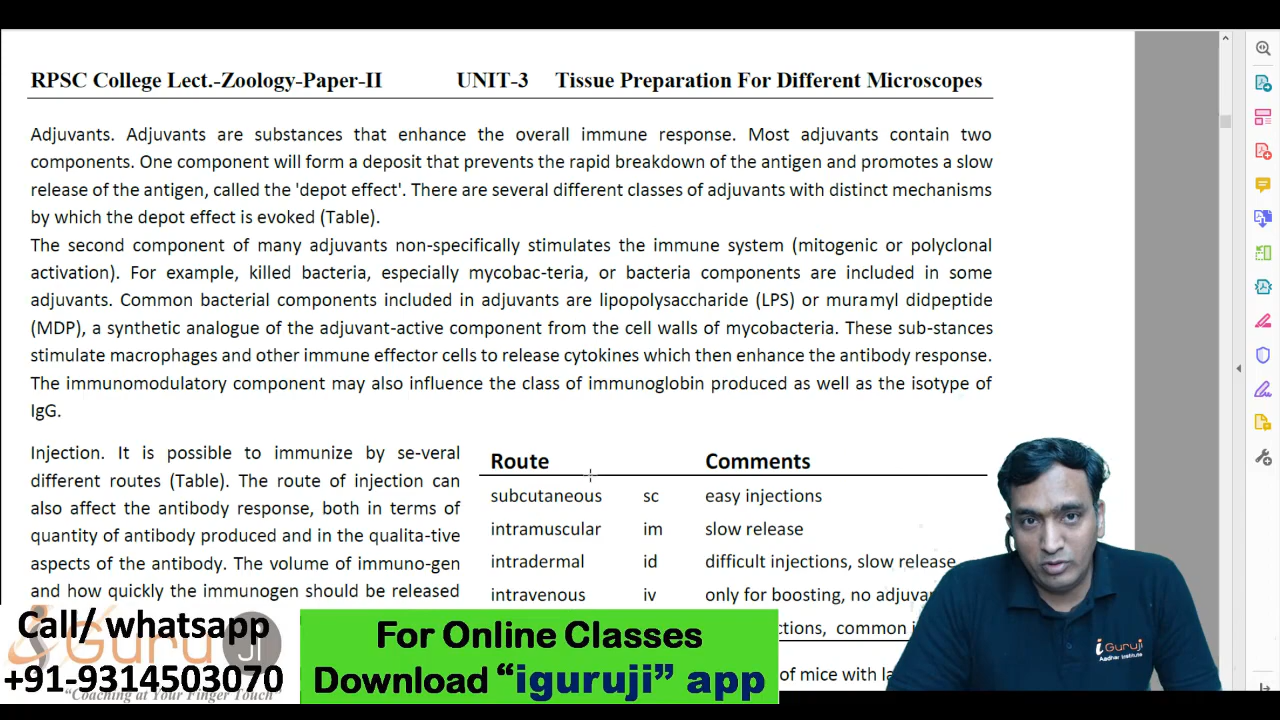 RPSC College Lect.-Zoology-Paper-II UNIT-3 Tissue Preparation For Different Microscopes
Adjuvants. Adjuvants are substances that enhance the overall immune response. Most adjuvants contain two
components. One component will form a deposit that prevents the rapid breakdown of the antigen and promotes a slow
release of the antigen, called the 'depot effect'. There are several different classes of adjuvants with distinct mechanisms
by which the depot effect is evoked (Table).
The second component of many adjuvants non-specifically stimulates the immune system (mitogenic or polyclonal
activation). For example, killed bacteria, especially mycobac-teria, or bacteria components are included in some
adjuvants. Common bacterial components included in adjuvants are lipopolysaccharide (LPS) or muramyl didpeptide
(MDP), a synthetic analogue of the adjuvant-active component from the cell walls of mycobacteria. These sub-stances
stimulate macrophages and other immune effector cells to release cytokines which then enhance the antibody response.
The immunomodulatory component may also influence the class of immunoglobin produced as well as the isotype of
IgG.
Injection. It is possible to immunize by se-veral
different routes (Table). The route of injection can
also affect the antibody response, both in terms of
quantity of antibody produced and in the qualita-tive
aspects of the antibody. The volume of immuno-gen
and how quickly the immunogen should be released
Route Comments
subcutaneous sc easy injections
intramuscular im slow release
intradermal id difficult injections, slow release
intravenous iv only for boosting, no
common
of mice with
Call/ whatsapp
+91-9314503070
Guru JI
"Coaching at Your Finger Touch"
For Online Classes
Download “iguruji” app
iGuruji
Aadhar Institute